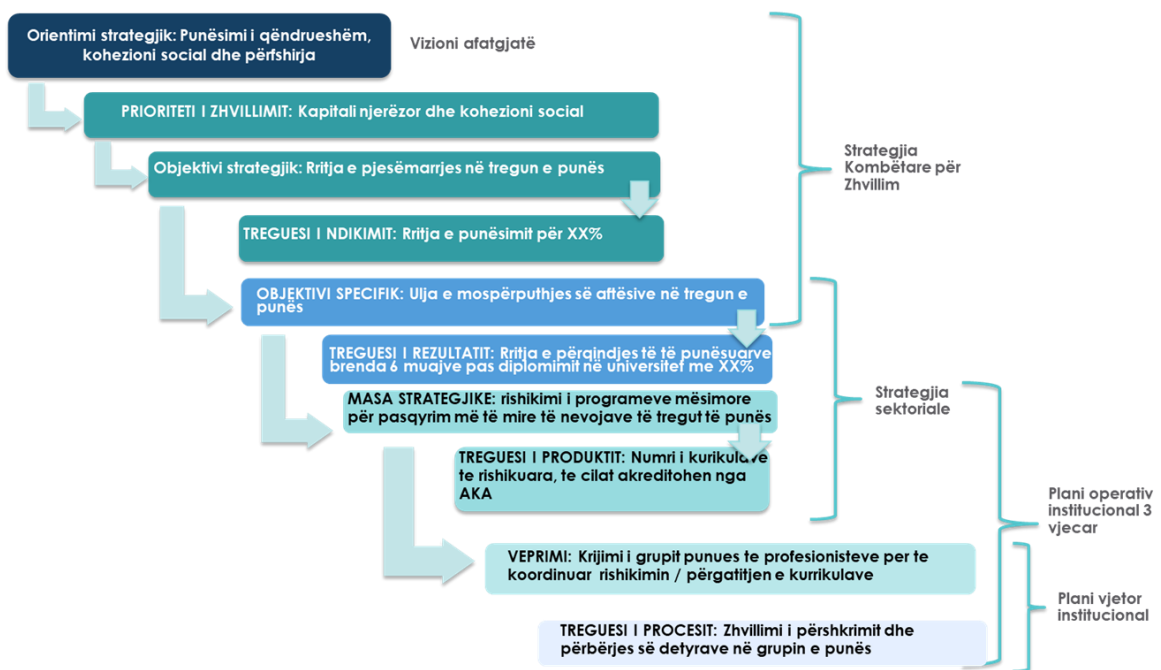 Orientimi strategjik: Punësimi i qëndrueshëm,
kohezioni social dhe përfshirja
Vizioni afatgjatë
PRIORITETI I ZHVILLIMIT: Kapitali njerëzor dhe kohezioni social
Objektivi strategjik: Rritja e pjesëmarrjes në tregun e punës
Strategjia
Kombëtare për
Zhvillim
TREGUESI I NDIKIMIT: Rritja e punësimit për XX%
OBJEKTIVI SPECIFIK: Ulja e mospërputhjes së aftësive në tregun e
punës
TREGUESI I REZULTATIT: Rritja e përqindjes të të punësuarve
brenda 6 muajve pas diplomimit në universitet me XX%
MASA STRATEGJIKE: rishikimi i programeve mësimore
për pasqyrim më të mire të nevojave të tregut të punës
Strategjia
sektoriale
TREGUESI I PRODUKTIT: Numri i kurikulave
te rishikuara, te cilat akreditohen nga
AKA
Plani operativ
institucional 3
vjecar
VEPRIMI: Krijimi i grupit punues te profesionisteve per te
koordinuar rishikimin / përgatitjen e kurrikulave
Plani vjetor
institucional
TREGUESI I PROCESIT: Zhvillimi i përshkrimit dhe
përbërjes së detyrave në grupin e punës